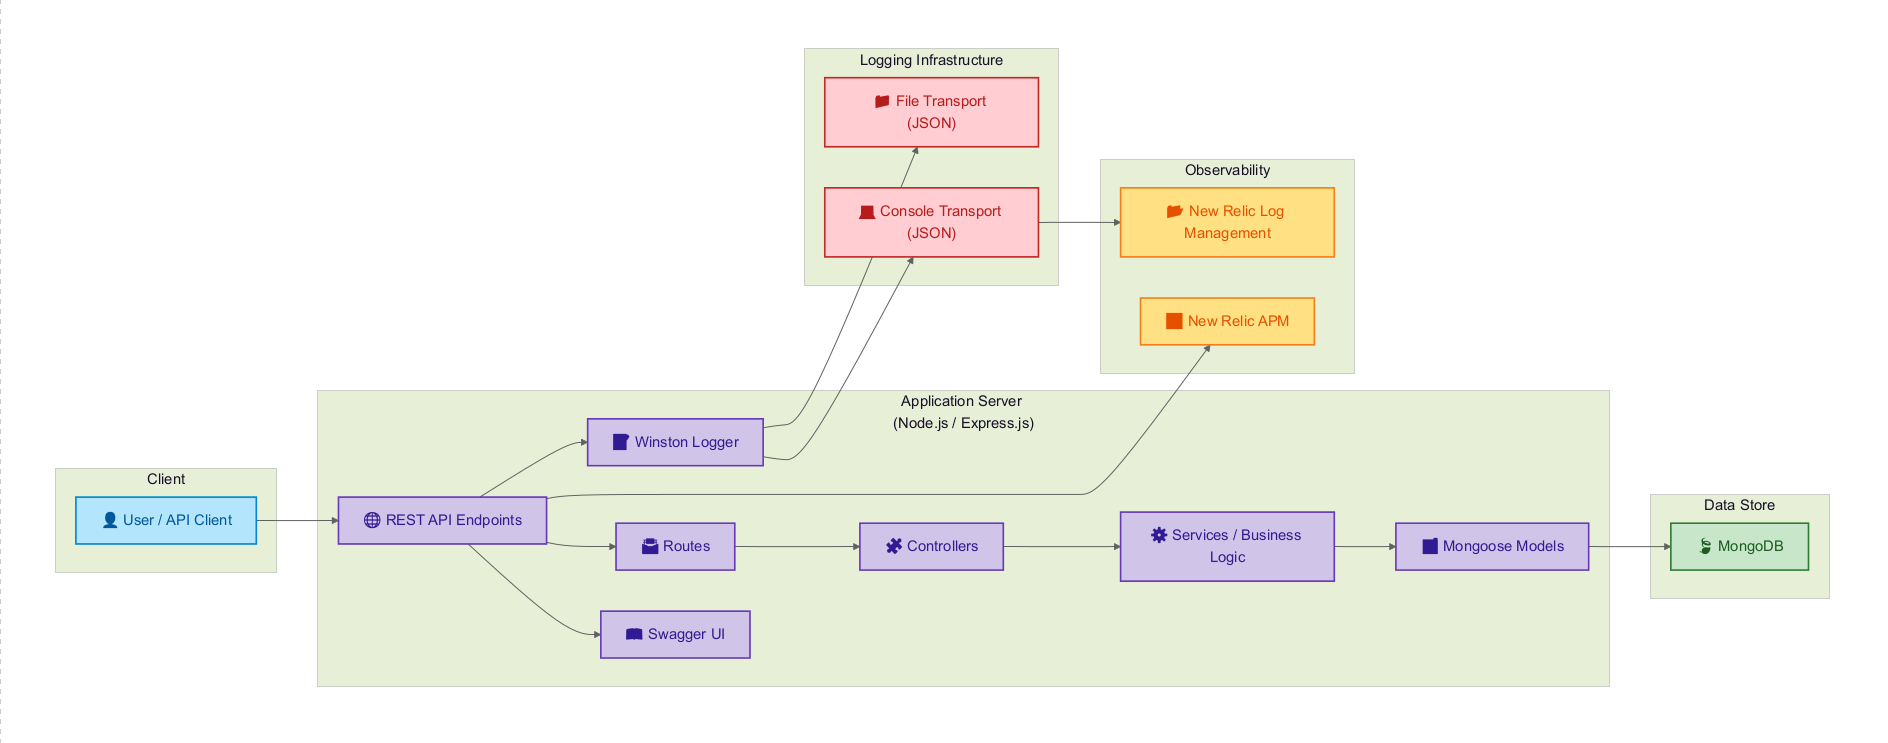 Logging Infrastructure
File Transport
(JSON)
Console Transport
(JSON)
Observability
New Relic Log
Management
New Relic APM
Application Server
(Node.js / Express.js)
Winston Logger
Client
User / API Client
REST API Endpoints
Routes
Controllers
Services / Business
Logic
Mongoose Models
Data Store
MongoDB
Swagger UI